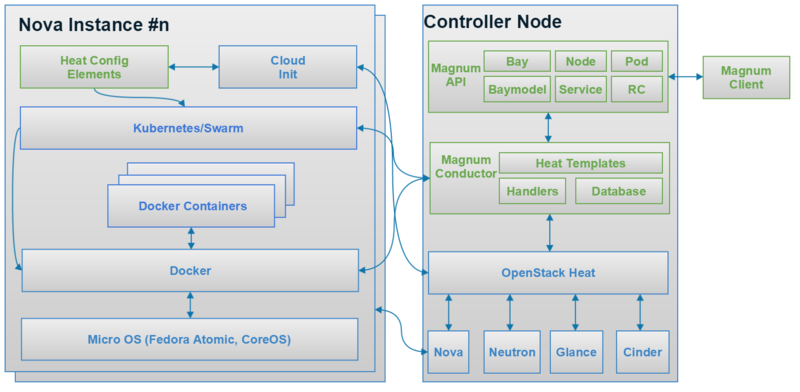 Nova Instance #n
Heat Config
Elements
Cloud
Init
Kubernetes/Swarm
Docker Containers
Docker
Micro OS (Fedora Atomic, CoreOS)
Controller Node
Magnum
API
Bay
Node
Pod
Baymodel
Service
RC
Magnum
Client
Magnum
Conductor
Heat Templates
Handlers
Database
OpenStack Heat
Nova
Neutron
Glance
Cinder